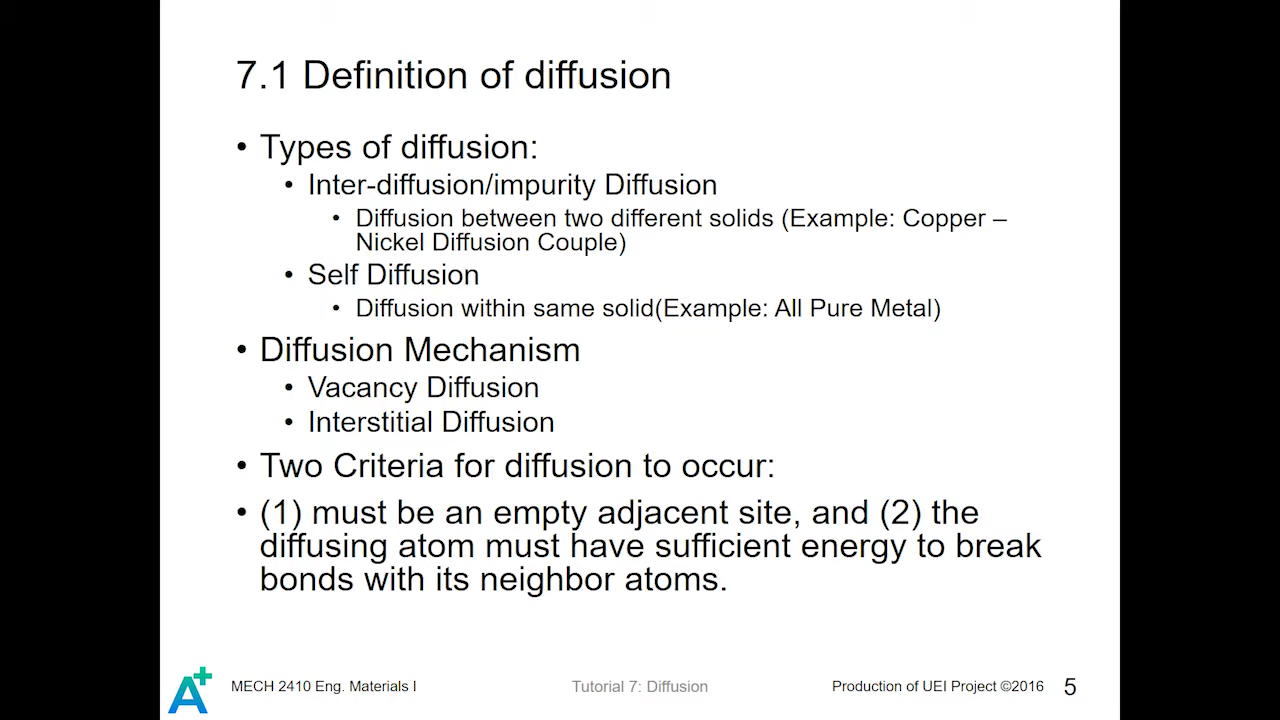 7.1 Definition of diffusion
• Types of diffusion:
• Inter-diffusion/impurity Diffusion
• Diffusion between two different solids (Example: Copper –
Nickel Diffusion Couple)
• Self Diffusion
• Diffusion within same solid(Example: All Pure Metal)
• Diffusion Mechanism
• Vacancy Diffusion
• Interstitial Diffusion
• Two Criteria for diffusion to occur:
• (1) must be an empty adjacent site, and (2) the
diffusing atom must have sufficient energy to break
bonds with its neighbor atoms.
A+ MECH 2410 Eng. Materials I Tutorial 7: Diffusion Production of UEI Project ©2016 5